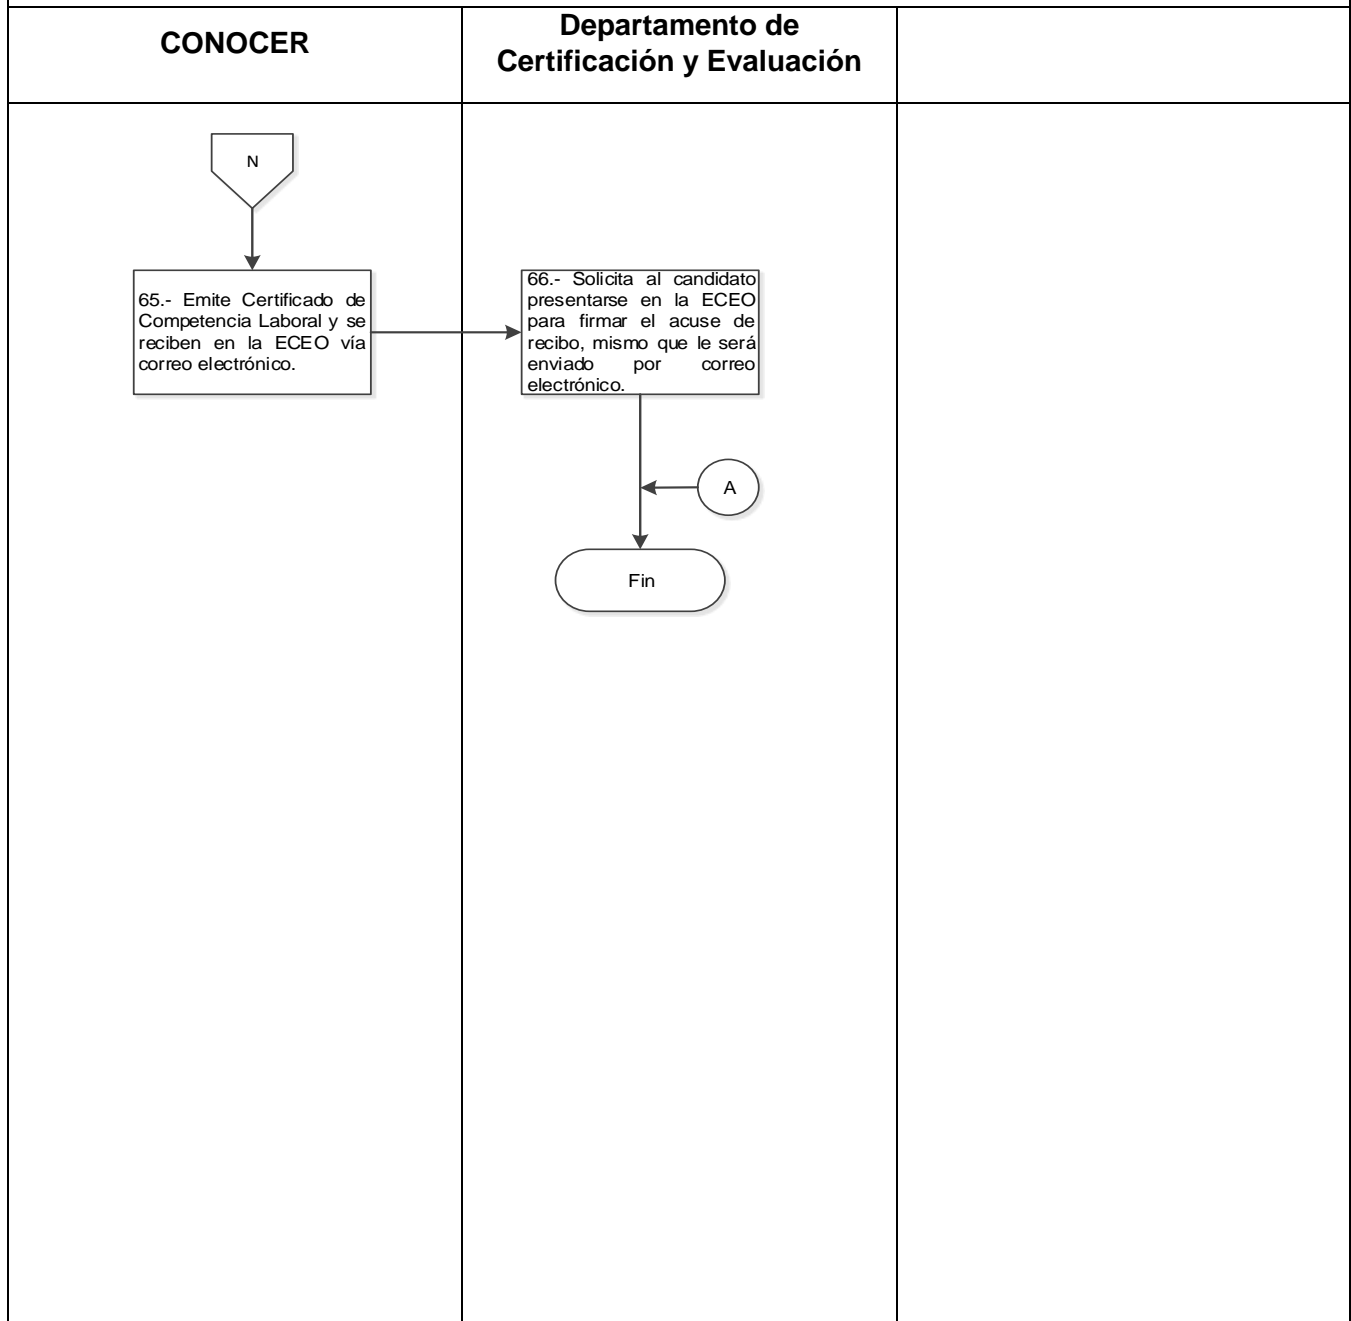 CONOCER
Departamento de
Certificación y Evaluación
N
65.- Emite Certificado de
Competencia Laboral y se
reciben en la ECEO vía
correo electrónico.
66.- Solicita al candidato
presentarse en la ECEO
para firmar el acuse de
recibo, mismo que le será
enviado por correo
electrónico.
A
Fin